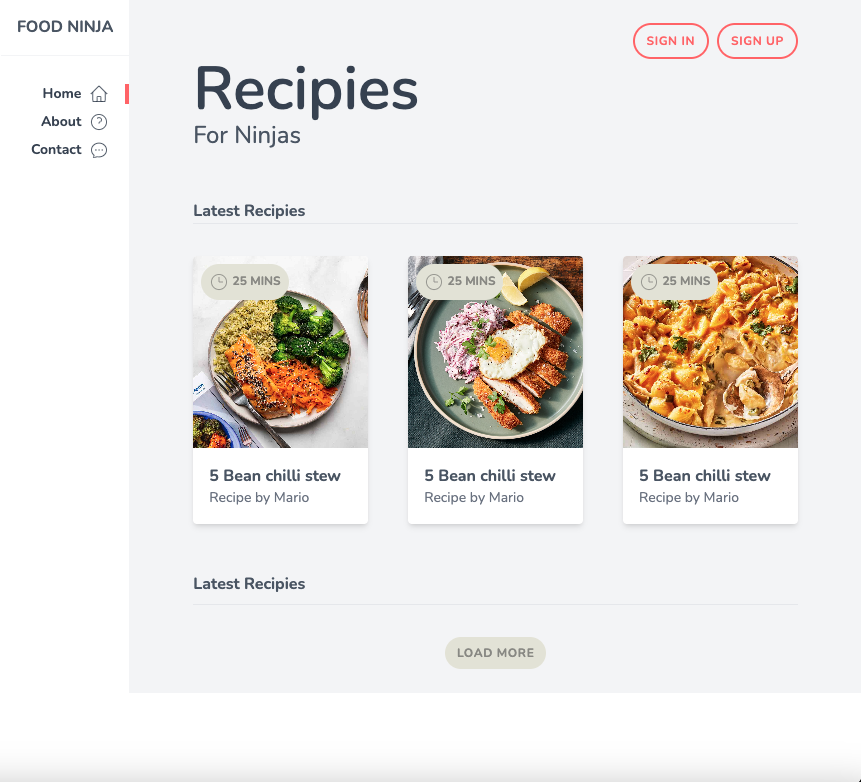 FOOD NINJA
Home
About
Contact
SIGN IN
SIGN UP
Recipies
For Ninjas
Latest Recipies
25 MINS
5 Bean chilli stew
Recipe by Mario
25 MINS
5 Bean chilli stew
Recipe by Mario
25 MINS
5 Bean chilli stew
Recipe by Mario
Latest Recipies
LOAD MORE